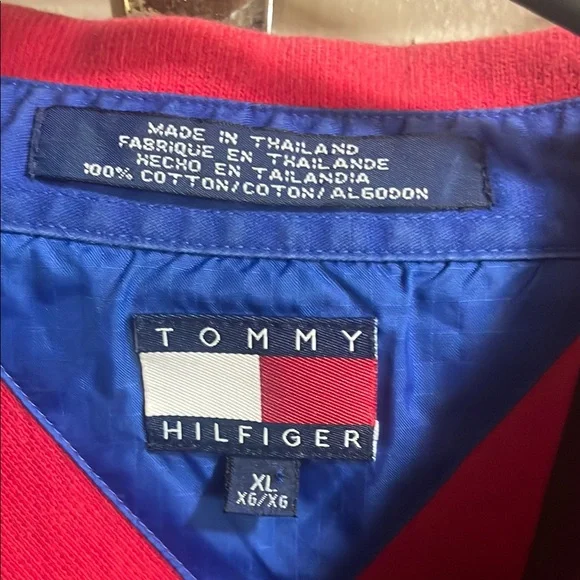 MADE IN THAILAND
FABRIQUE EN THAILANDE
HECHO EN TAILANDIA
100% COTTON/COTON/ALGODON
TOMMY
HILFIGER
XL
XG/XG